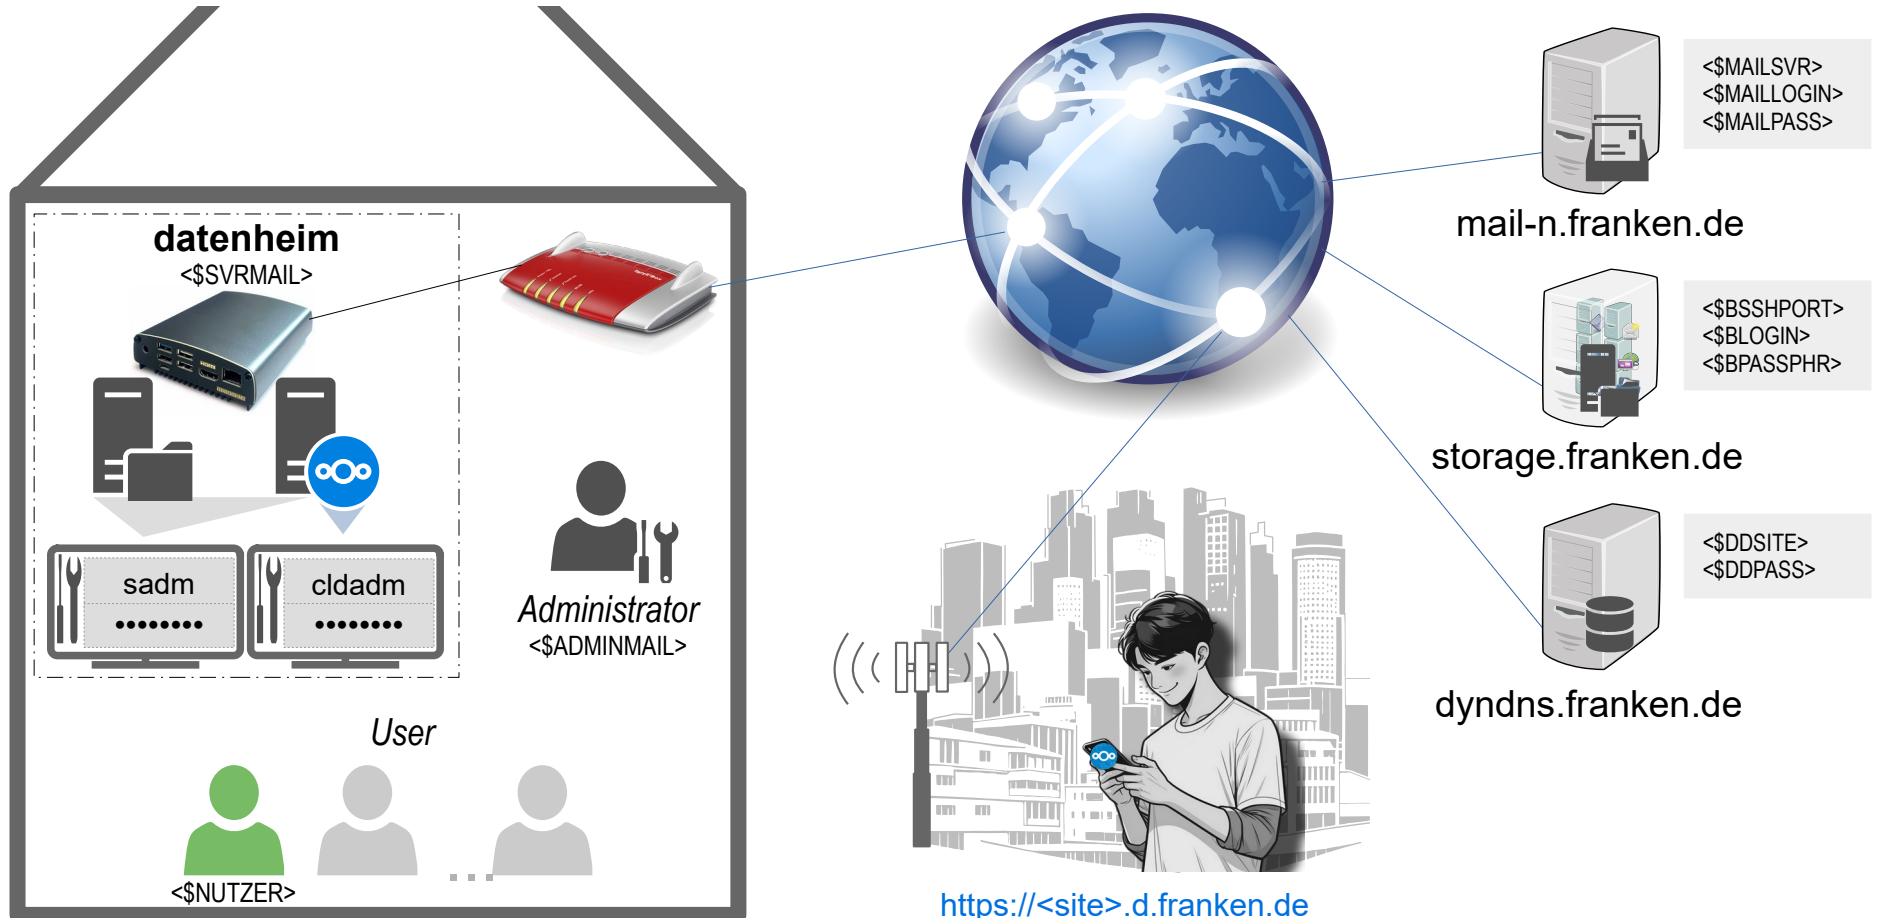 datenheim
<$SVRMAIL>
sadm
••••••••
cldadm
••••••••
Administrator
<$ADMINMAIL>
User
...
<$NUTZER>
https://<site>.d.franken.de
<$MAILSVR>
<$MAILLOGIN>
<$MAILPASS>
mail-n.franken.de
<$BSSHPORT>
<$BLOGIN>
<$BPASSPHR>
storage.franken.de
<$DDSITE>
<$DDPASS>
dyndns.franken.de